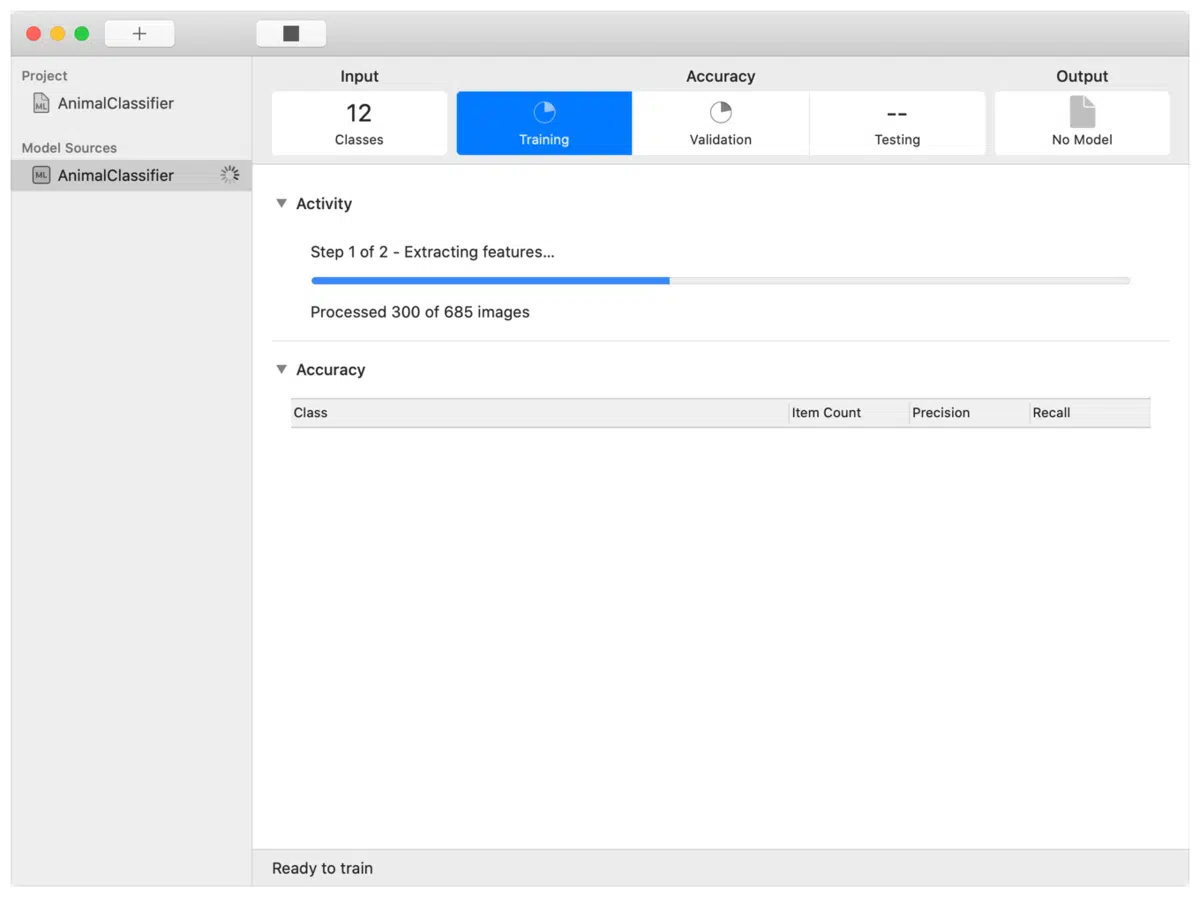 Project
ML AnimalClassifier
Model Sources
ML AnimalClassifier
Input
12
Classes
Accuracy
Training
Validation
--
Testing
Output
No Model
Activity
Step 1 of 2 - Extracting features...
Processed 300 of 685 images
Accuracy
Class Item Count Precision Recall
Ready to train